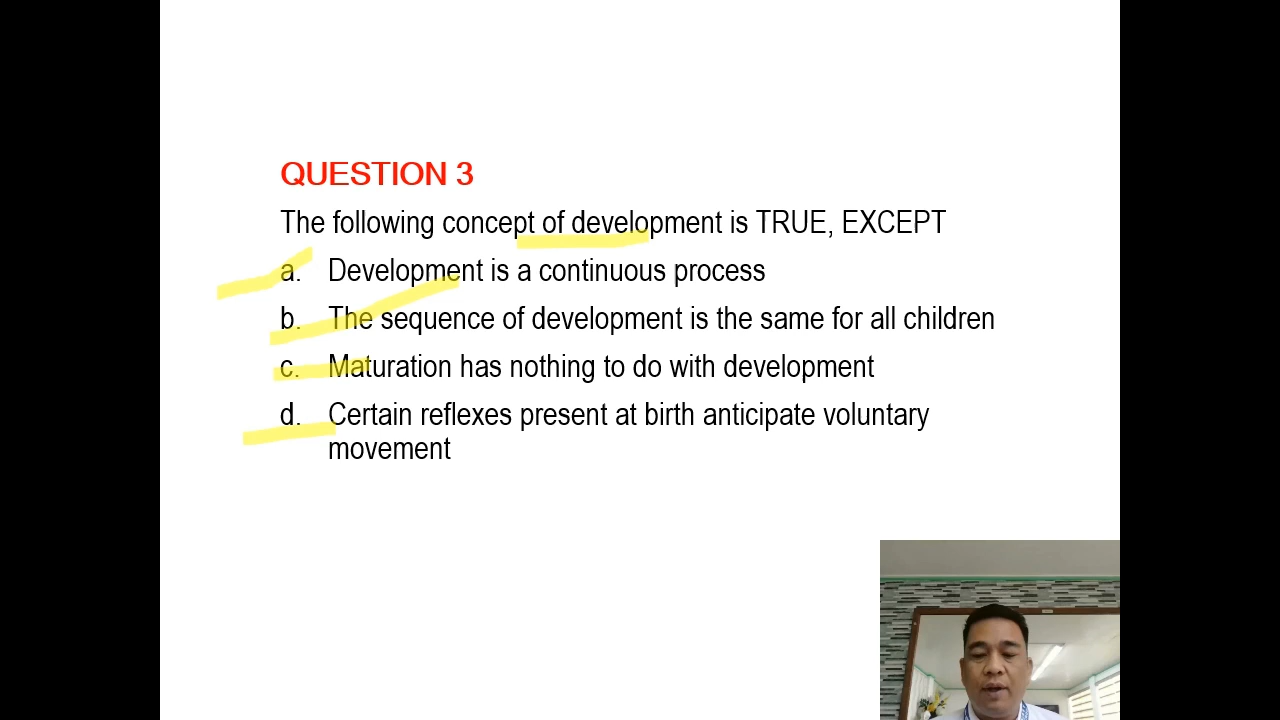 QUESTION 3
The following concept of development is TRUE, EXCEPT
a. Development is a continuous process
b. The sequence of development is the same for all children
c. Maturation has nothing to do with development
d. Certain reflexes present at birth anticipate voluntary
movement